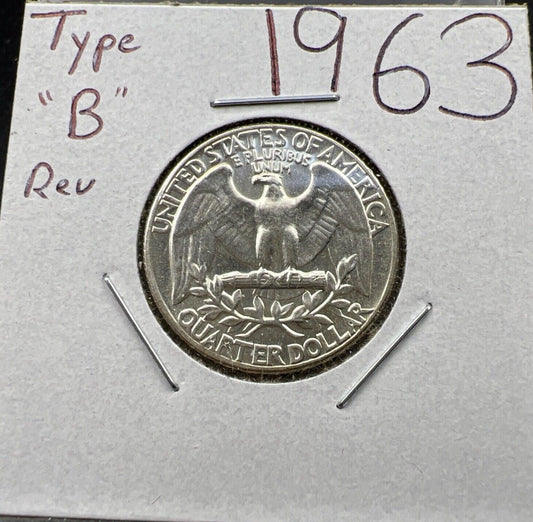 Type
"B"
Rev
1963
UNITED STATES OF AMERICA
E PLURIBUS
UNUM
QUARTER DOLLAR